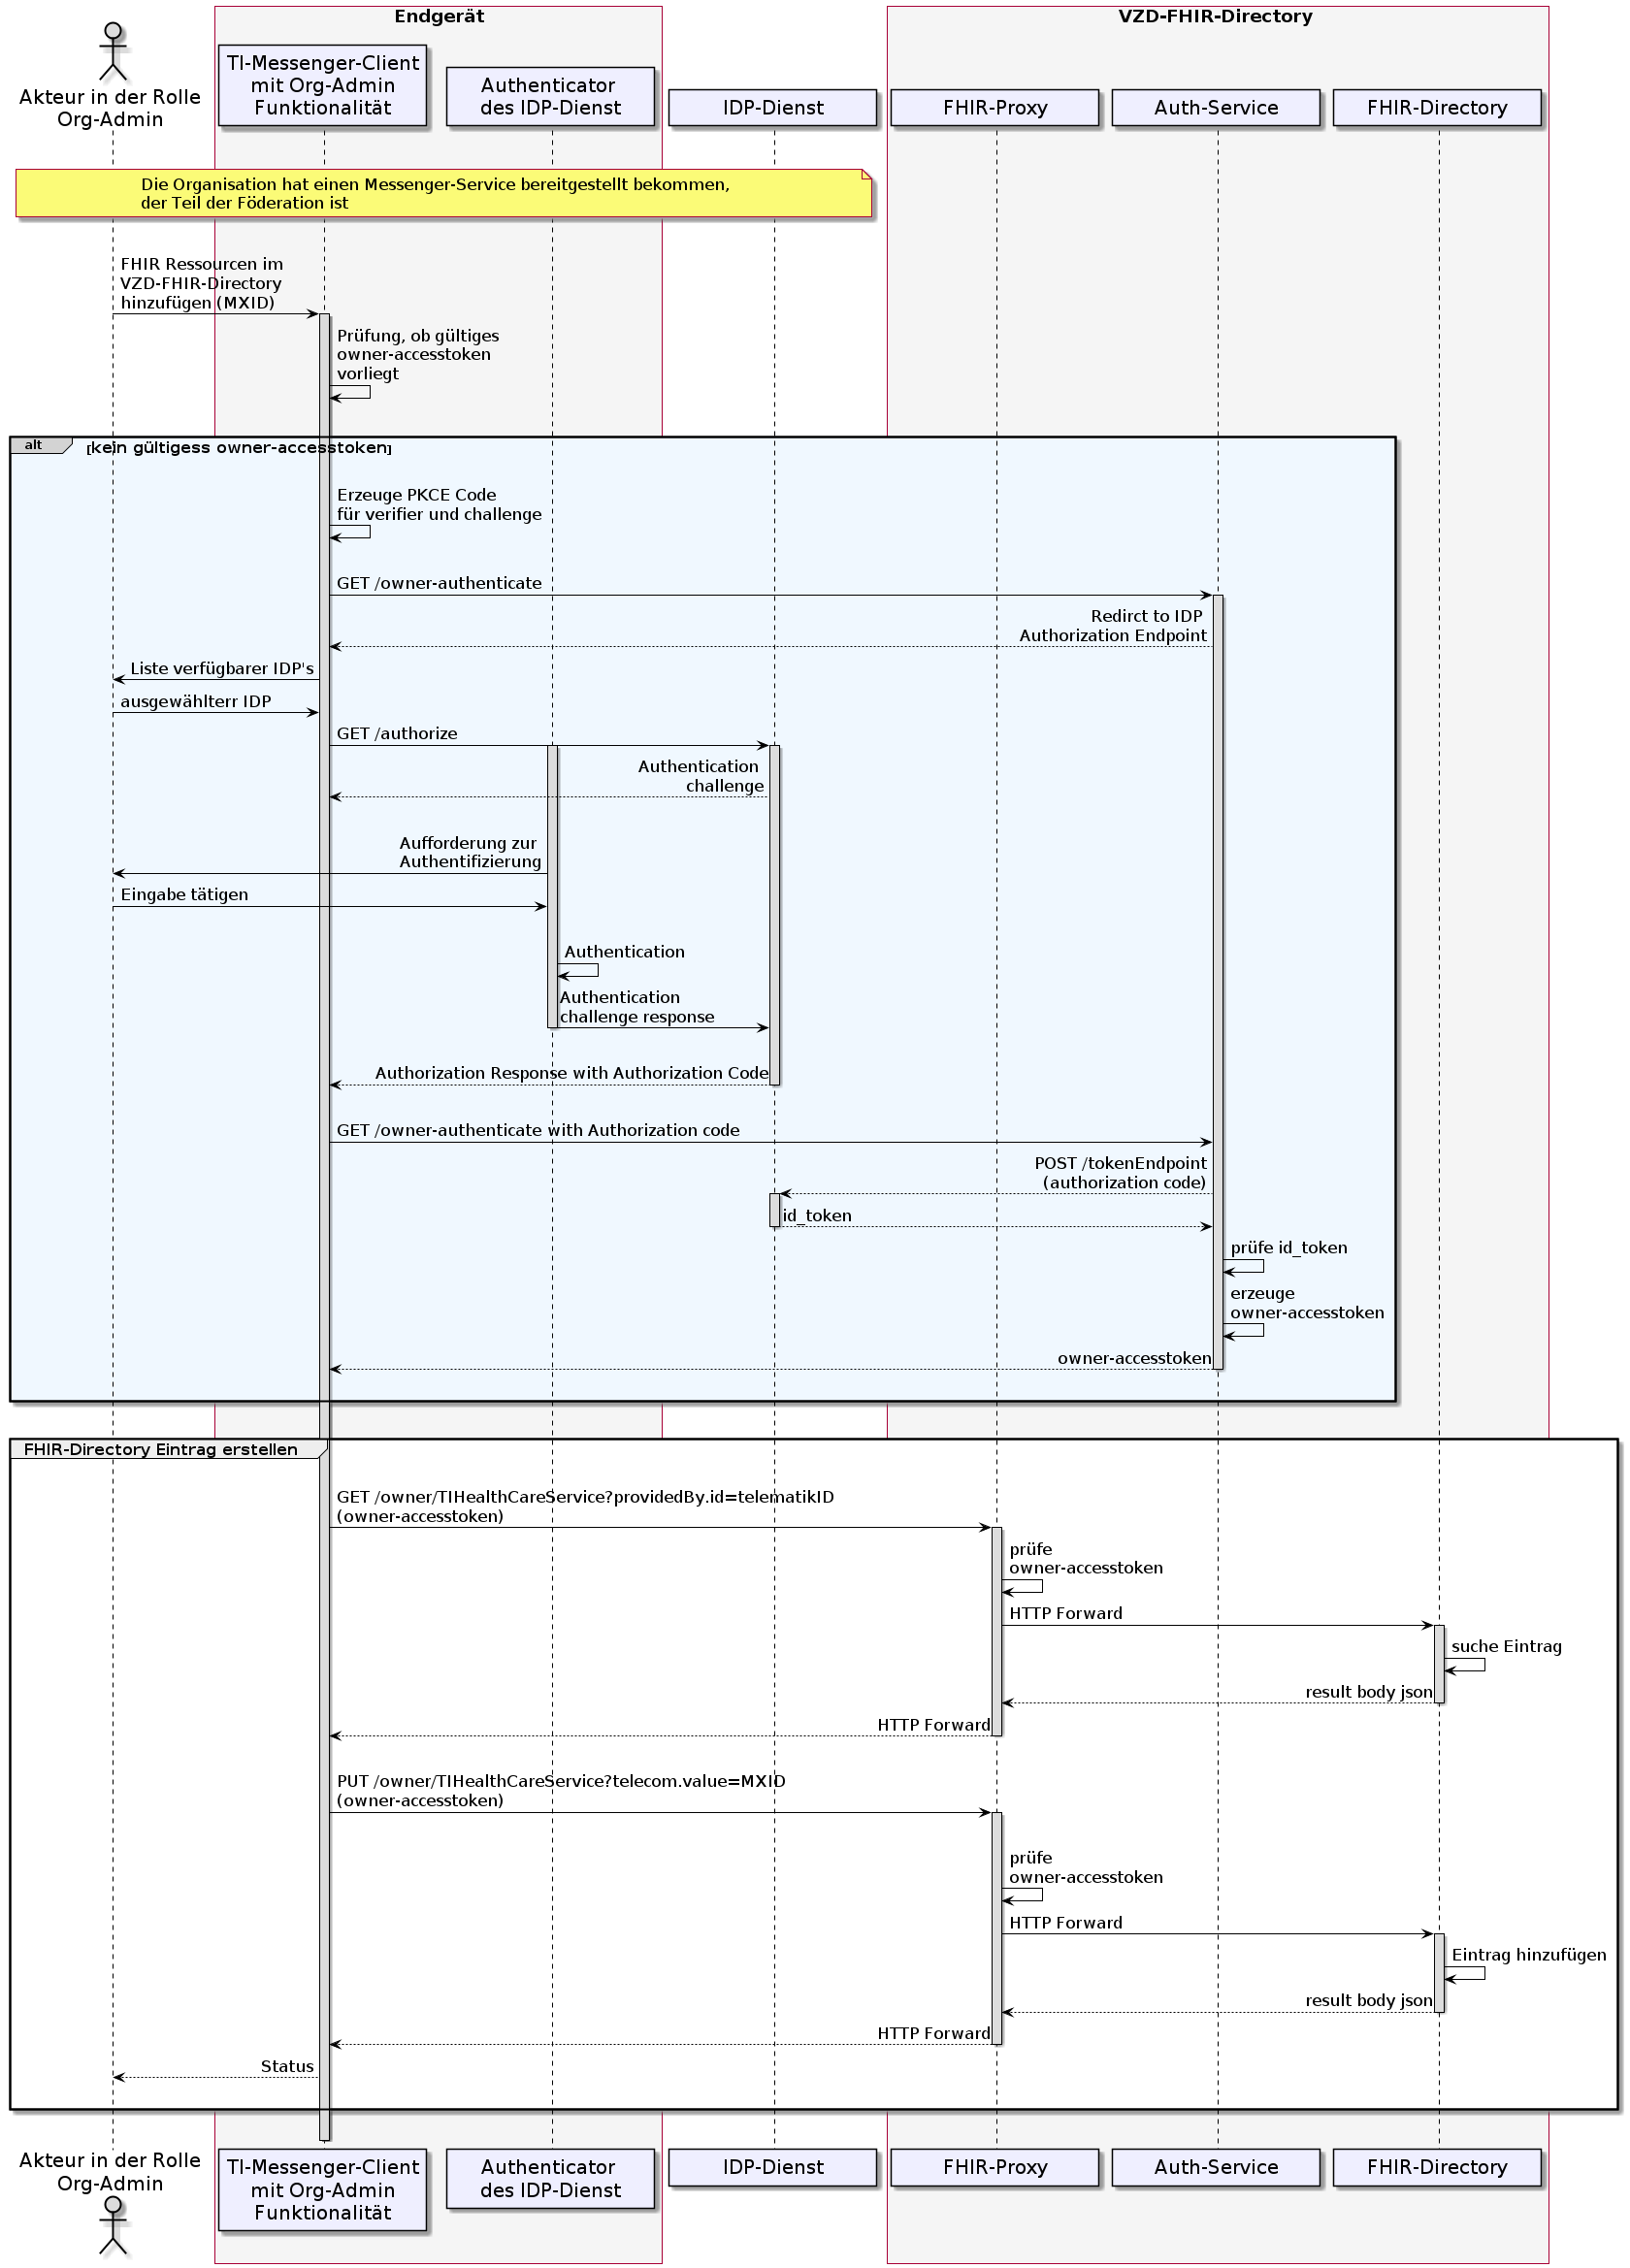 Endgerät
VZD-FHIR-Directory
Akteur in der Rolle
Org-Admin
TI-Messenger-Client
mit Org-Admin
Funktionalität
Authenticator
des IDP-Dienst
IDP-Dienst
FHIR-Proxy
Auth-Service
FHIR-Directory
Die Organisation hat einen Messenger-Service bereitgestellt bekommen,
der Teil der Föderation ist
FHIR Ressourcen im
VZD-FHIR-Directory
hinzufügen (MXID)
Prüfung, ob gültiges
owner-accesstoken
vorliegt
alt
[kein gültigess owner-accesstoken]
Erzeuge PKCE Code
für verifier und challenge
GET /owner-authenticate
Redirct to IDP
Authorization Endpoint
Liste verfügbarer IDP's
ausgewählterr IDP
GET /authorize
Authentication
challenge
Aufforderung zur
Authentifizierung
Eingabe tätigen
Authentication
Authentication
challenge response
Authorization Response with Authorization Code
GET /owner-authenticate with Authorization code
POST /tokenEndpoint
(authorization code)
id_token
prüfe id_token
erzeuge
owner-accesstoken
owner-accesstoken
FHIR-Directory Eintrag erstellen
GET /owner/TIHealthCareService?providedBy.id=telematikID
(owner-accesstoken)
prüfe
owner-accesstoken
HTTP Forward
suche Eintrag
result body json
HTTP Forward
PUT /owner/TIHealthCareService?telecom.value=MXID
(owner-accesstoken)
prüfe
owner-accesstoken
HTTP Forward
Eintrag hinzufügen
result body json
HTTP Forward
Status
Akteur in der Rolle
Org-Admin
TI-Messenger-Client
mit Org-Admin
Funktionalität
Authenticator
des IDP-Dienst
IDP-Dienst
FHIR-Proxy
Auth-Service
FHIR-Directory